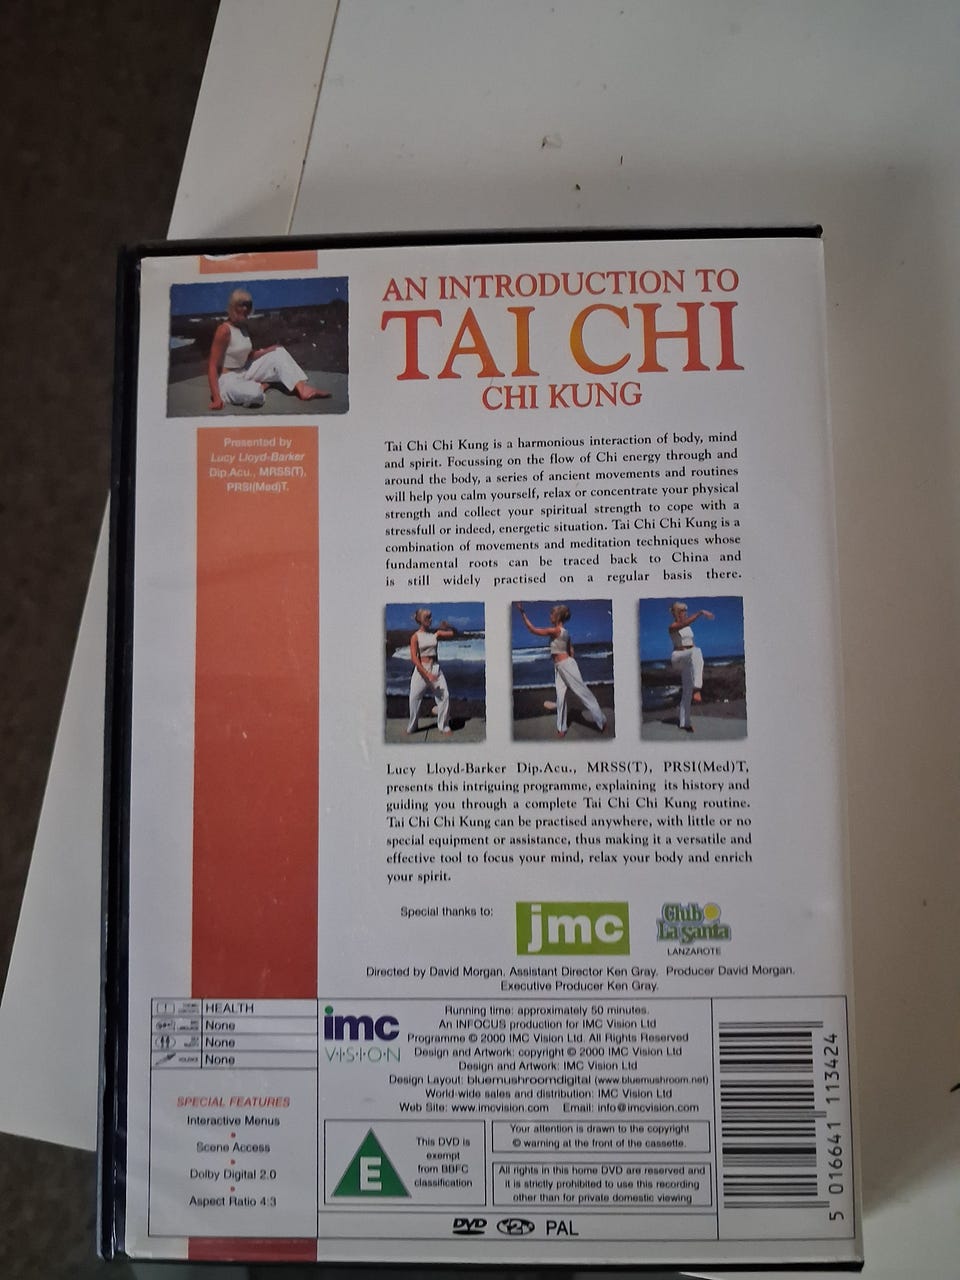 AN INTRODUCTION TO
TAI CHI
CHI KUNG
Presented by
Lucy Lloyd-Barker
Dip.Acu., MRSS(T),
PRSI(Med)T.
Tai Chi Chi Kung is a harmonious interaction of body, mind
and spirit. Focussing on the flow of Chi energy through and
around the body, a series of ancient movements and routines
will help you calm yourself, relax or concentrate your physical
strength and collect your spiritual strength to cope with a
stressfull or indeed, energetic situation. Tai Chi Chi Kung is a
combination of movements and meditation techniques whose
fundamental roots can be traced back to China and
is still widely practised on a regular basis there.
Lucy Lloyd-Barker Dip.Acu., MRSS(T), PRSI(Med)T,
presents this intriguing programme, explaining its history and
guiding you through a complete Tai Chi Chi Kung routine.
Tai Chi Chi Kung can be practised anywhere, with little or no
special equipment or assistance, thus making it a versatile and
effective tool to focus your mind, relax your body and enrich
your spirit.
Special thanks to:
jmc
Club
La Santa
LANZAROTE
Directed by David Morgan. Assistant Director Ken Gray. Producer David Morgan.
Executive Producer Ken Gray.
HEALTH
None
None
VIOLENCE None
SPECIAL FEATURES
Interactive Menus
Scene Access
Dolby Digital 2.0
Aspect Ratio 4:3
imc
VISION
Running time: approximately 50 minutes.
An INFOCUS production for IMC Vision Ltd
Programme © 2000 IMC Vision Ltd. All Rights Reserved
Design and Artwork: copyright © 2000 IMC Vision Ltd
Design and Artwork: IMC Vision Ltd
Design Layout: bluemushroomdigital (www.bluemushroom.net)
World-wide sales and distribution: IMC Vision Ltd
Web Site: www.imcvision.com Email: info@imcvision.com
E
This DVD is
exempt
from BBFC
classification
Your attention is drawn to the copyright
© warning at the front of the cassette.
All rights in this home DVD are reserved and
it is strictly prohibited to use this recording
other than for private domestic viewing
DVD 2 PAL
5 016641 113424